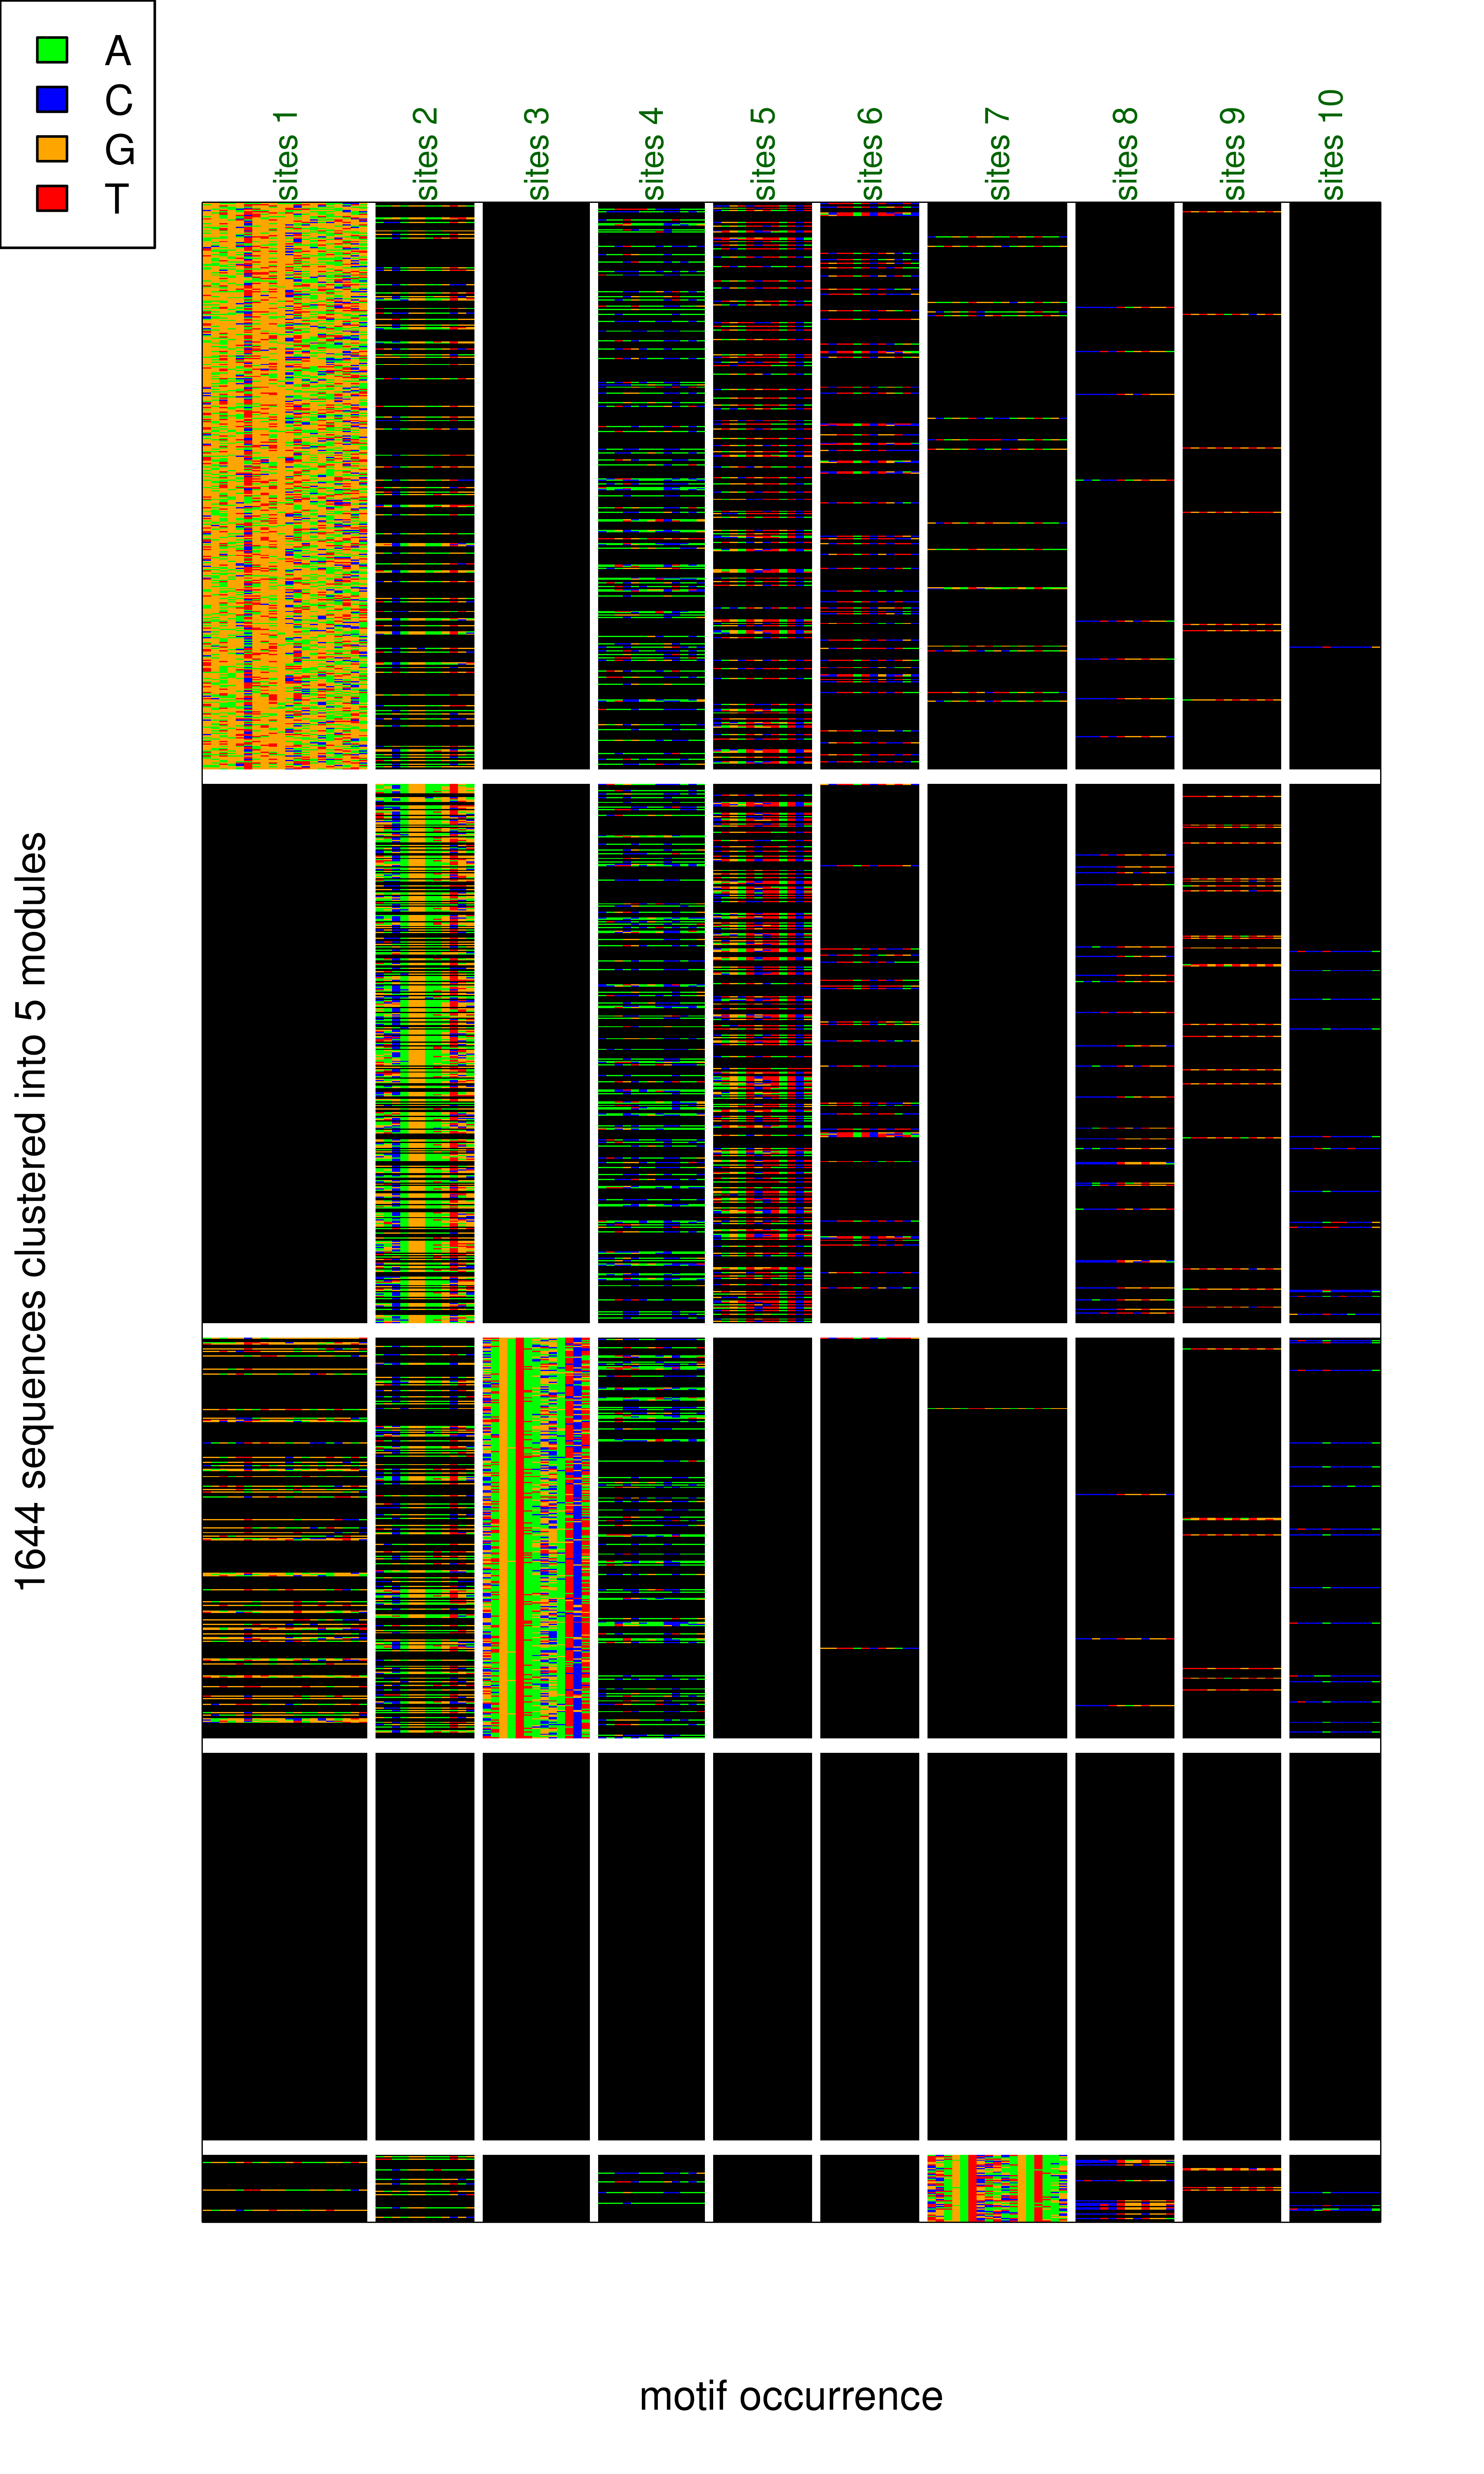 A
C
G
T
sites 1
sites 2
sites 3
sites 4
sites 5
sites 6
sites 7
sites 8
sites 9
sites 10
1644 sequences clustered into 5 modules
motif occurrence